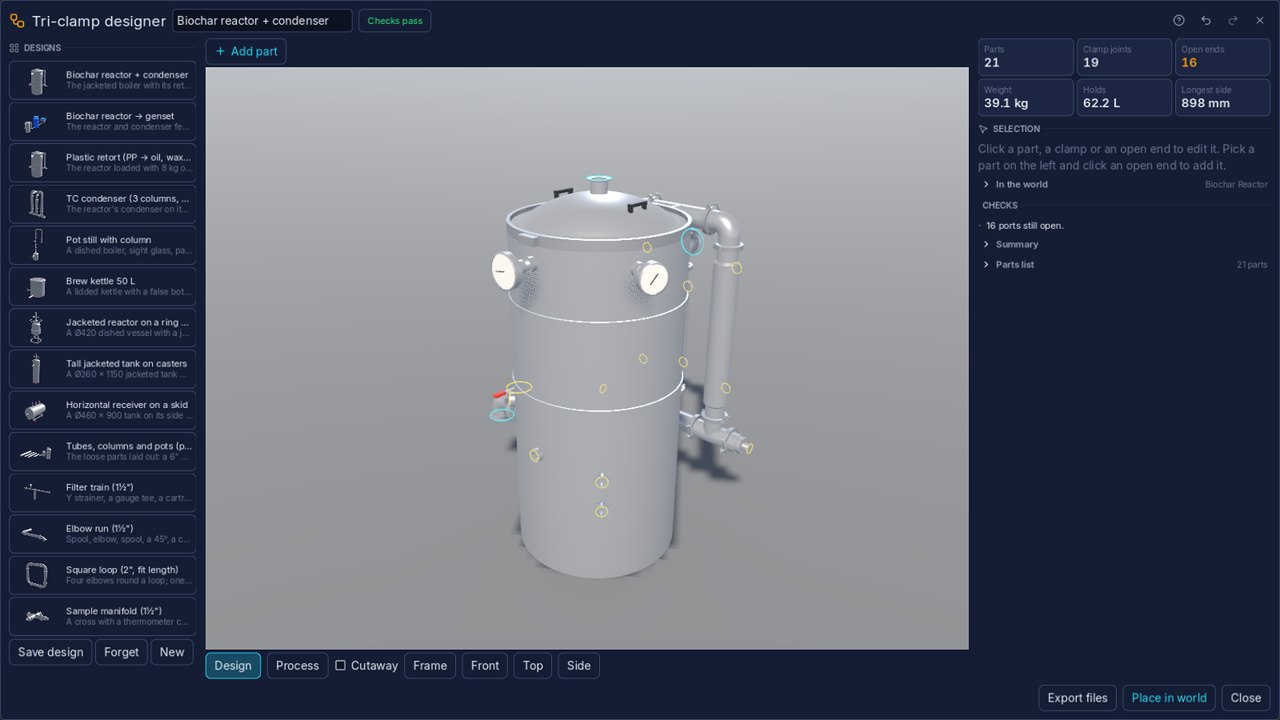 Tri-clamp designer
Biochar reactor + condenser
Checks pass
DESIGNS
Biochar reactor + condenser
The jacketed boiler with its ret...
Biochar reactor → genset
The reactor and condenser fe...
Plastic retort (PP → oil, wax...
The reactor loaded with 8 kg o...
TC condenser (3 columns, ...
The reactor's condenser on it...
Pot still with column
A dished boiler, sight glass, pa...
Brew kettle 50 L
A lidded kettle with a false bot...
Jacketed reactor on a ring ...
A Ø420 dished vessel with a j...
Tall jacketed tank on casters
A Ø360 × 1150 jacketed tank ...
Horizontal receiver on a skid
A Ø460 × 900 tank on its side ...
Tubes, columns and pots (p...
The loose parts laid out: a 6" ...
Filter train (1½")
Y strainer, a gauge tee, a cartr...
Elbow run (1½")
Spool, elbow, spool, a 45°, a c...
Square loop (2", fit length)
Four elbows round a loop; one...
Sample manifold (1½")
A cross with a thermometer c...
Save design
Forget
New
+ Add part
Design
Process
Cutaway
Frame
Front
Top
Side
Parts
21
Clamp joints
19
Open ends
16
Weight
39.1 kg
Holds
62.2 L
Longest side
898 mm
SELECTION
Click a part, a clamp or an open end to edit it. Pick a
part on the left and click an open end to add it.
In the world
Biochar Reactor
CHECKS
· 16 ports still open.
Summary
Parts list
21 parts
Export files
Place in world
Close